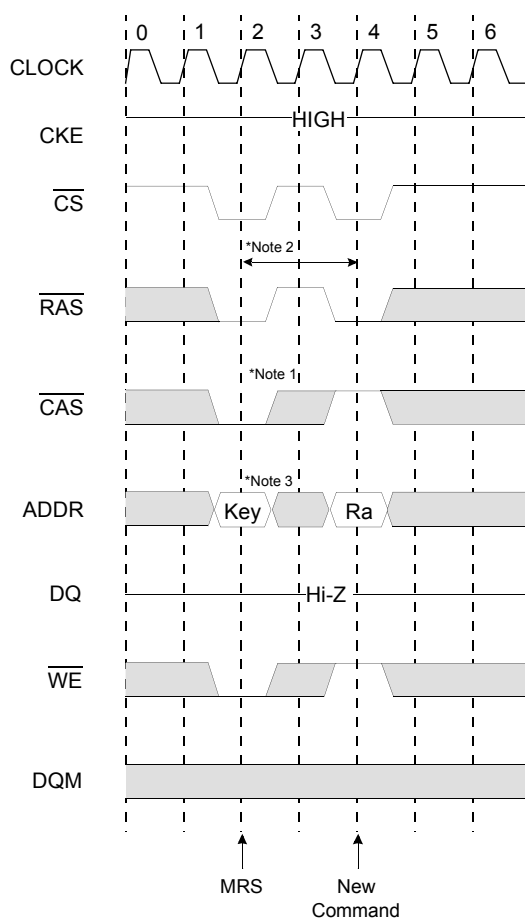 0 1 2 3 4 5 6
CLOCK
HIGH
CKE
CS
*Note 2
RAS
*Note 1
CAS
*Note 3
ADDR Key Ra
DQ Hi-Z
WE
DQM
MRS New
Command